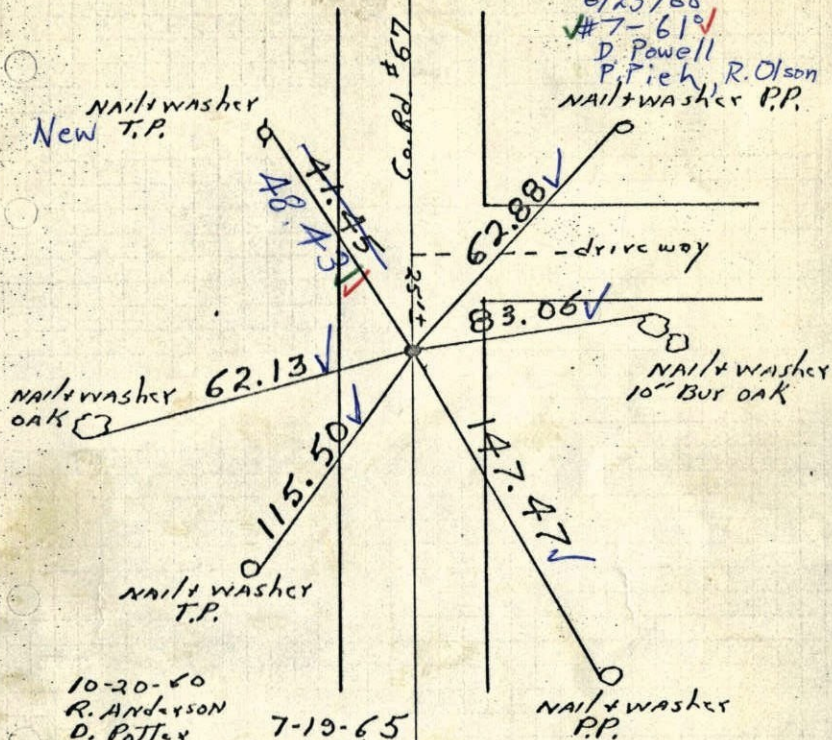 #7-61°
D Powell
P. Pieh, R. Olson
Co. Rd #67
Nail + washer
New T.P.
Nail + washer P.P.
41.45
48.43
62.88
driveway
25'±
83.06
Nail + washer
10" Bur oak
62.13
Nail + washer
oak
115.50
147.47
Nail + washer
T.P.
Nail + washer
P.P.
10-20-60
R. Anderson
D. Potter
7-19-65